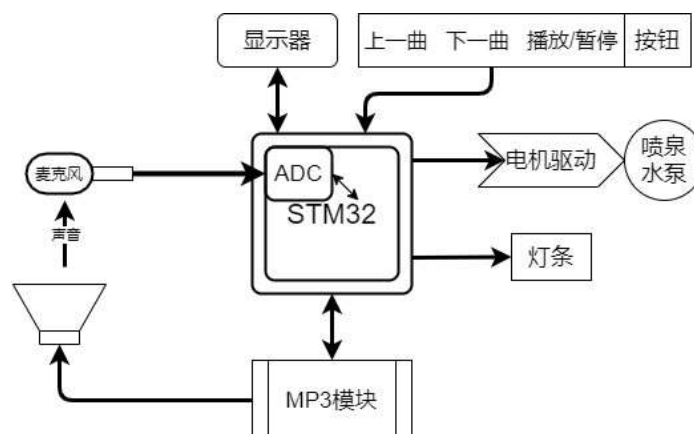 显示器
上一曲 下一曲 播放/暂停 按钮
麦克风
ADC
STM32
电机驱动
喷泉
水泵
声音
灯条
MP3模块